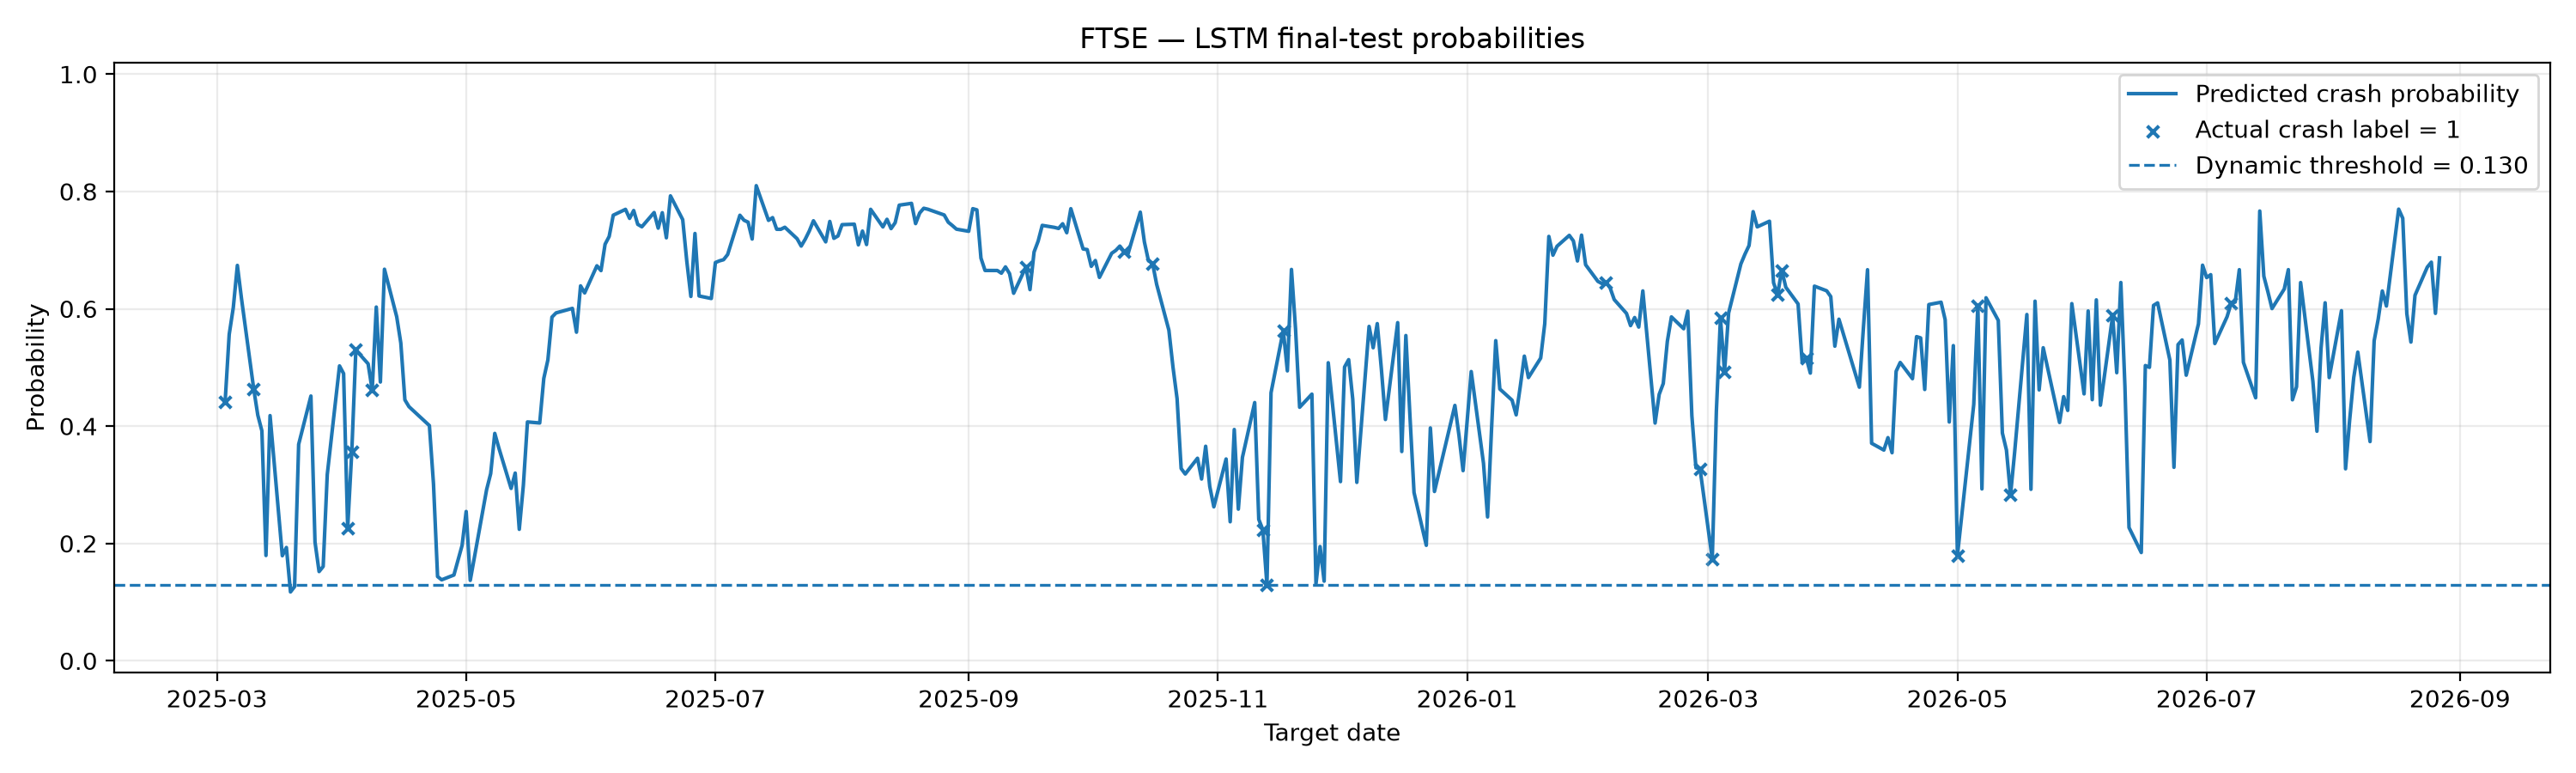 FTSE — LSTM final-test probabilities
1.0
0.8
0.6
0.4
0.2
0.0
Probability
Predicted crash probability
Actual crash label = 1
Dynamic threshold = 0.130
2025-03 2025-05 2025-07 2025-09 2025-11 2026-01 2026-03 2026-05 2026-07 2026-09
Target date